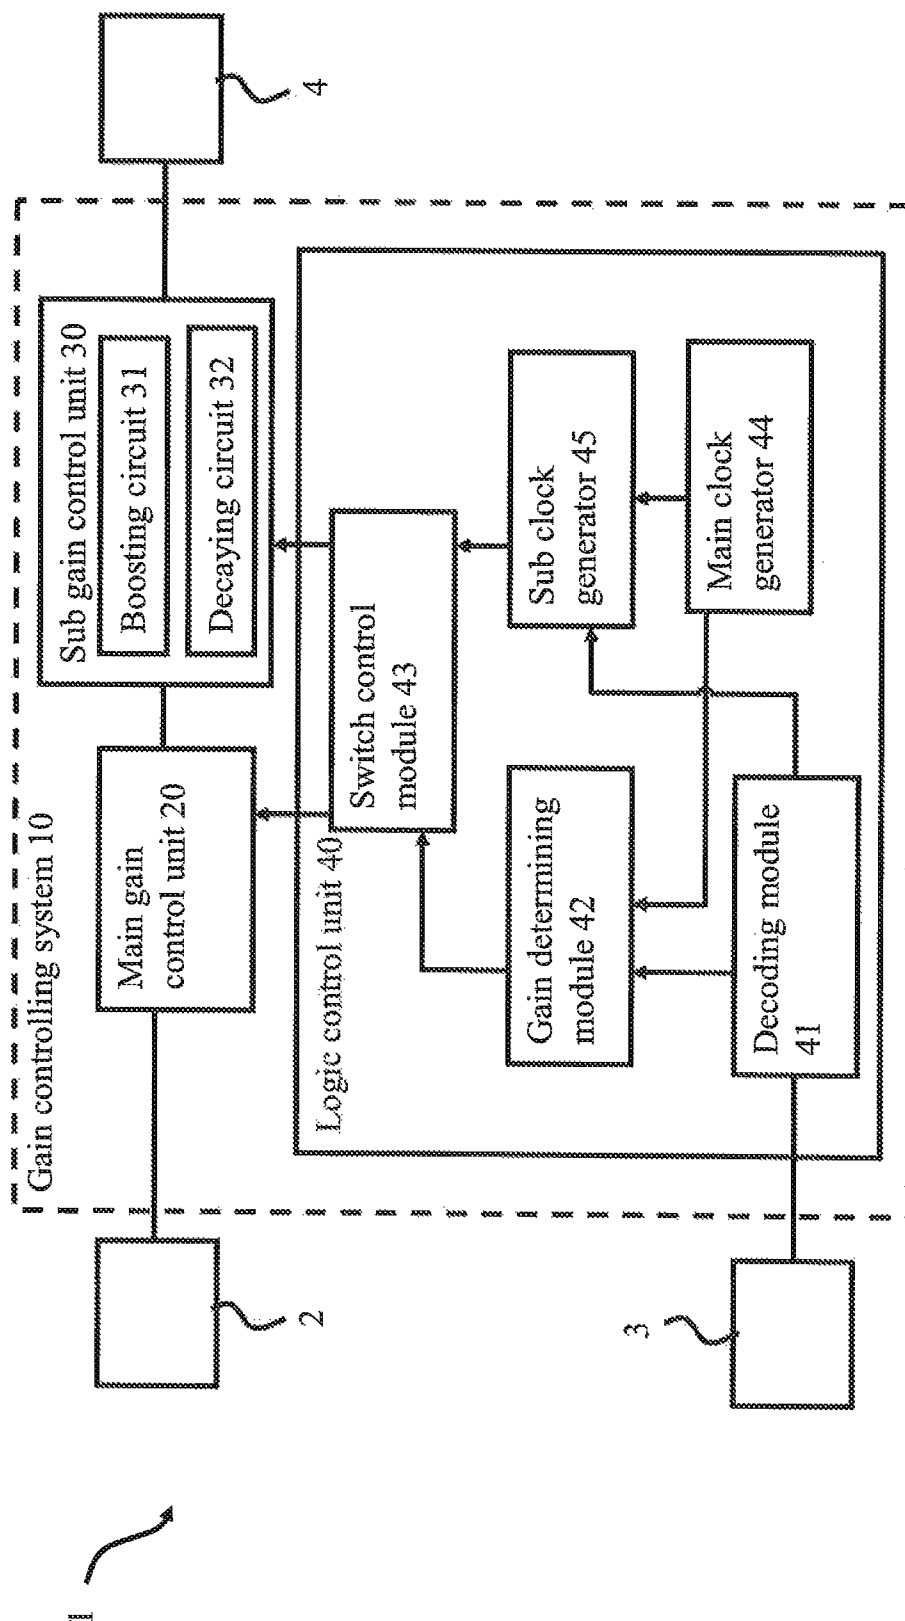 1
Gain controlling system 10
2
Main gain
control unit 20
Sub gain control unit 30
Boosting circuit 31
Decaying circuit 32
4
Logic control unit 40
Switch control
module 43
Gain determining
module 42
Sub clock
generator 45
3
Decoding module
41
Main clock
generator 44